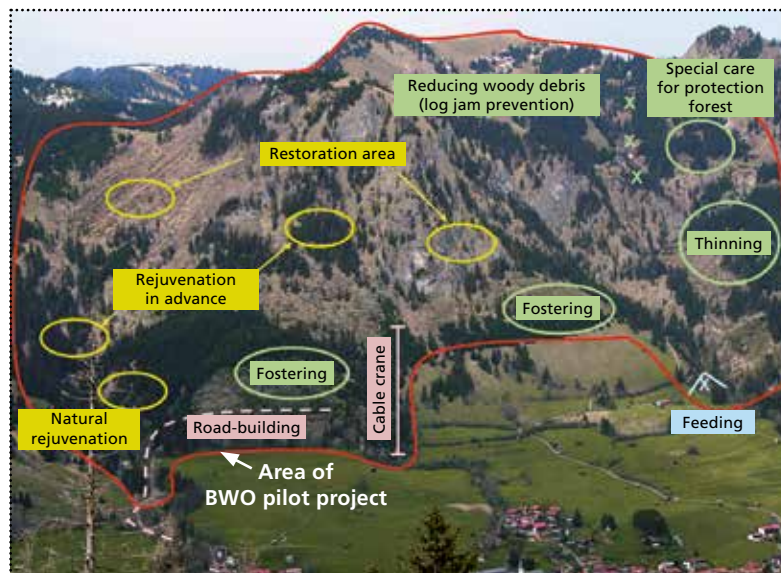 Reducing woody debris
(log jam prevention)
Special care
for protection
forest
Restoration area
Thinning
Rejuvenation
in advance
Fostering
Fostering
Cable crane
Natural
rejuvenation
Road-building
Feeding
Area of
BWO pilot project